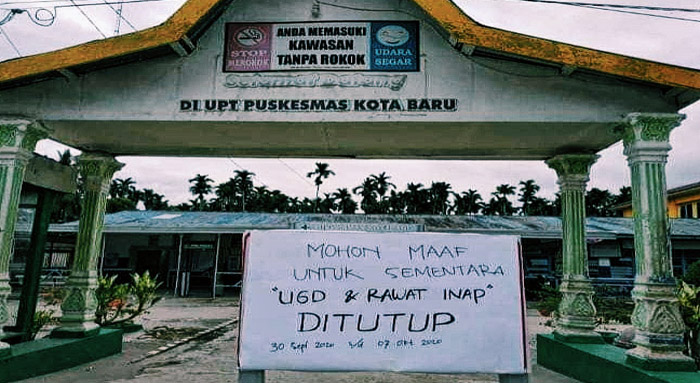 ANDA MEMASUKI
KAWASAN
TANPA ROKOK
STOP
MEROKOK
UDARA
SEGAR
Selamat Datang
DI UPT PUSKESMAS KOTA BARU
MOHON MAAF
UNTUK SEMENTARA
"UGD & RAWAT INAP"
DITUTUP
30 Sept 2020 s/d 07 Okt 2020